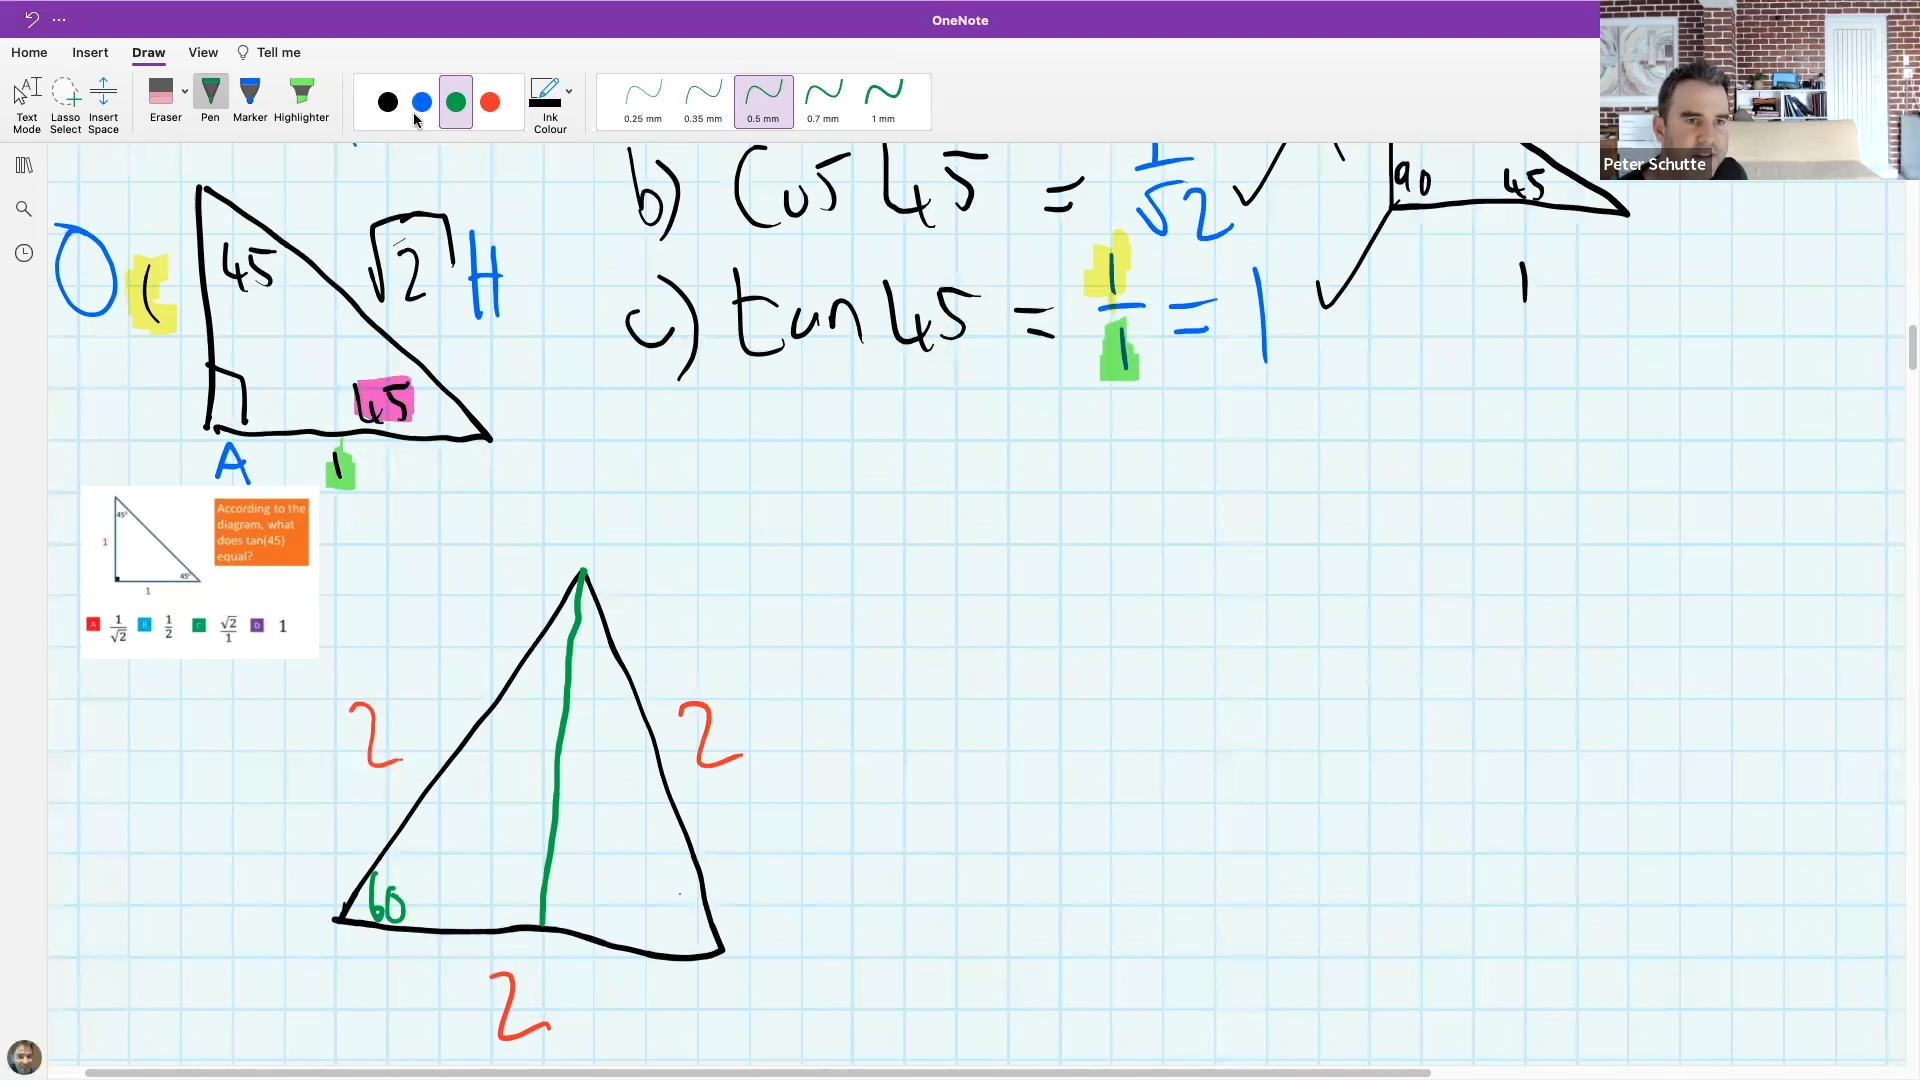 OneNote
Home Insert Draw View Tell me
Text Mode
Lasso Select
Insert Space
Eraser
Pen
Marker
Highlighter
Ink Colour
0.25 mm
0.35 mm
0.5 mm
0.7 mm
1 mm
Peter Schutte
b) Cos 45 = 1/√2
90 45
1
O 1 45 √2 H
c) tan 45 = 1/1 = 1
45
A 1
According to the
diagram, what
does tan(45)
equal?
45°
1
45°
1
A 1/√2 B 1/2 C √2/1 D 1
2 2
60
2